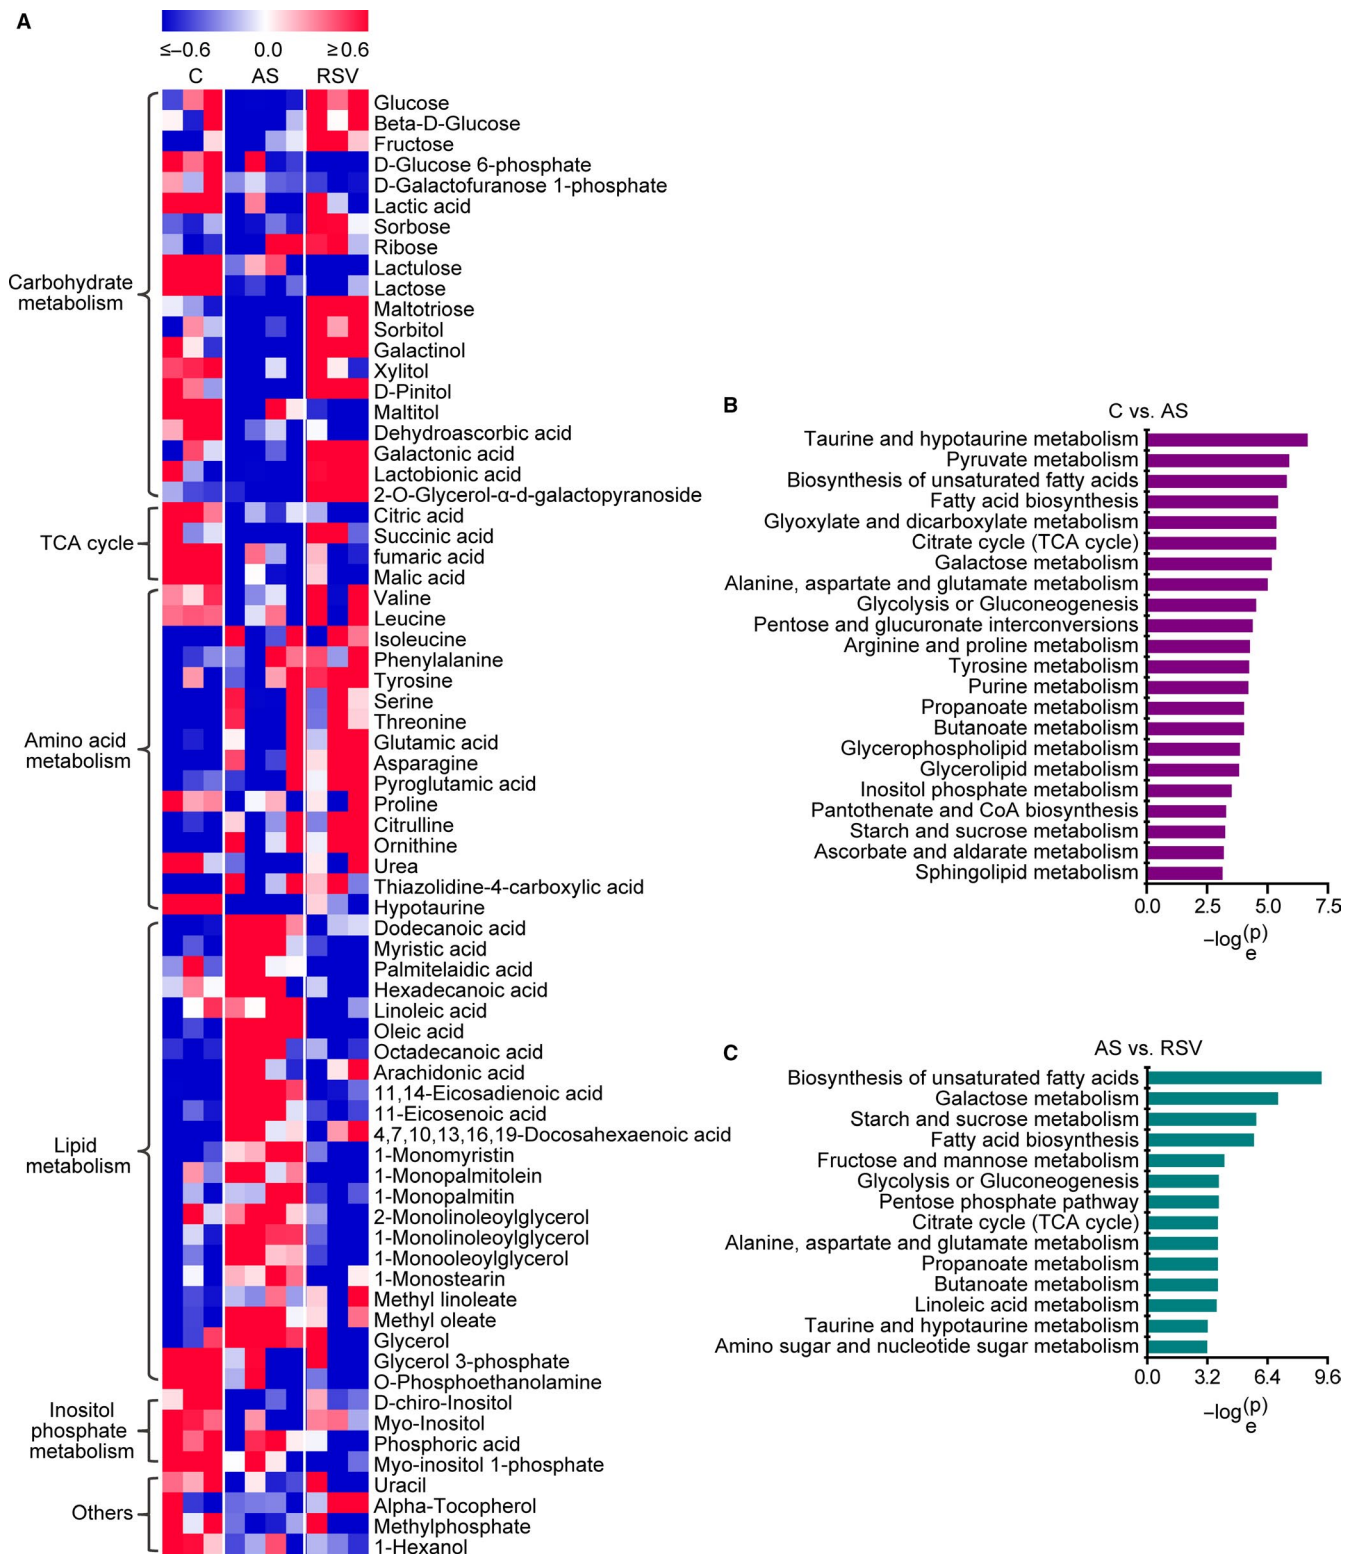 A
≤−0.6 0.0 ≥0.6
C AS RSV
Glucose
Beta-D-Glucose
Fructose
D-Glucose 6-phosphate
D-Galactofuranose 1-phosphate
Lactic acid
Sorbose
Ribose
Lactulose
Lactose
Maltotriose
Sorbitol
Galactinol
Xylitol
D-Pinitol
Maltitol
Dehydroascorbic acid
Galactonic acid
Lactobionic acid
2-O-Glycerol-α-d-galactopyranoside
Carbohydrate
metabolism
Citric acid
Succinic acid
fumaric acid
Malic acid
TCA cycle
Valine
Leucine
Isoleucine
Phenylalanine
Tyrosine
Serine
Threonine
Glutamic acid
Asparagine
Pyroglutamic acid
Proline
Citrulline
Ornithine
Urea
Thiazolidine-4-carboxylic acid
Hypotaurine
Amino acid
metabolism
Dodecanoic acid
Myristic acid
Palmitelaidic acid
Hexadecanoic acid
Linoleic acid
Oleic acid
Octadecanoic acid
Arachidonic acid
11,14-Eicosadienoic acid
11-Eicosenoic acid
4,7,10,13,16,19-Docosahexaenoic acid
1-Monomyristin
1-Monopalmitolein
1-Monopalmitin
2-Monolinoleoylglycerol
1-Monolinoleoylglycerol
1-Monooleoylglycerol
1-Monostearin
Methyl linoleate
Methyl oleate
Glycerol
Glycerol 3-phosphate
O-Phosphoethanolamine
Lipid
metabolism
D-chiro-Inositol
Myo-Inositol
Phosphoric acid
Myo-inositol 1-phosphate
Inositol
phosphate
metabolism
Uracil
Alpha-Tocopherol
Methylphosphate
1-Hexanol
Others
B
C vs. AS
Taurine and hypotaurine metabolism
Pyruvate metabolism
Biosynthesis of unsaturated fatty acids
Fatty acid biosynthesis
Glyoxylate and dicarboxylate metabolism
Citrate cycle (TCA cycle)
Galactose metabolism
Alanine, aspartate and glutamate metabolism
Glycolysis or Gluconeogenesis
Pentose and glucuronate interconversions
Arginine and proline metabolism
Tyrosine metabolism
Purine metabolism
Propanoate metabolism
Butanoate metabolism
Glycerophospholipid metabolism
Glycerolipid metabolism
Inositol phosphate metabolism
Pantothenate and CoA biosynthesis
Starch and sucrose metabolism
Ascorbate and aldarate metabolism
Sphingolipid metabolism
0.0 2.5 5.0 7.5
−log(p)
e
C
AS vs. RSV
Biosynthesis of unsaturated fatty acids
Galactose metabolism
Starch and sucrose metabolism
Fatty acid biosynthesis
Fructose and mannose metabolism
Glycolysis or Gluconeogenesis
Pentose phosphate pathway
Citrate cycle (TCA cycle)
Alanine, aspartate and glutamate metabolism
Propanoate metabolism
Butanoate metabolism
Linoleic acid metabolism
Taurine and hypotaurine metabolism
Amino sugar and nucleotide sugar metabolism
0.0 3.2 6.4 9.6
−log(p)
e